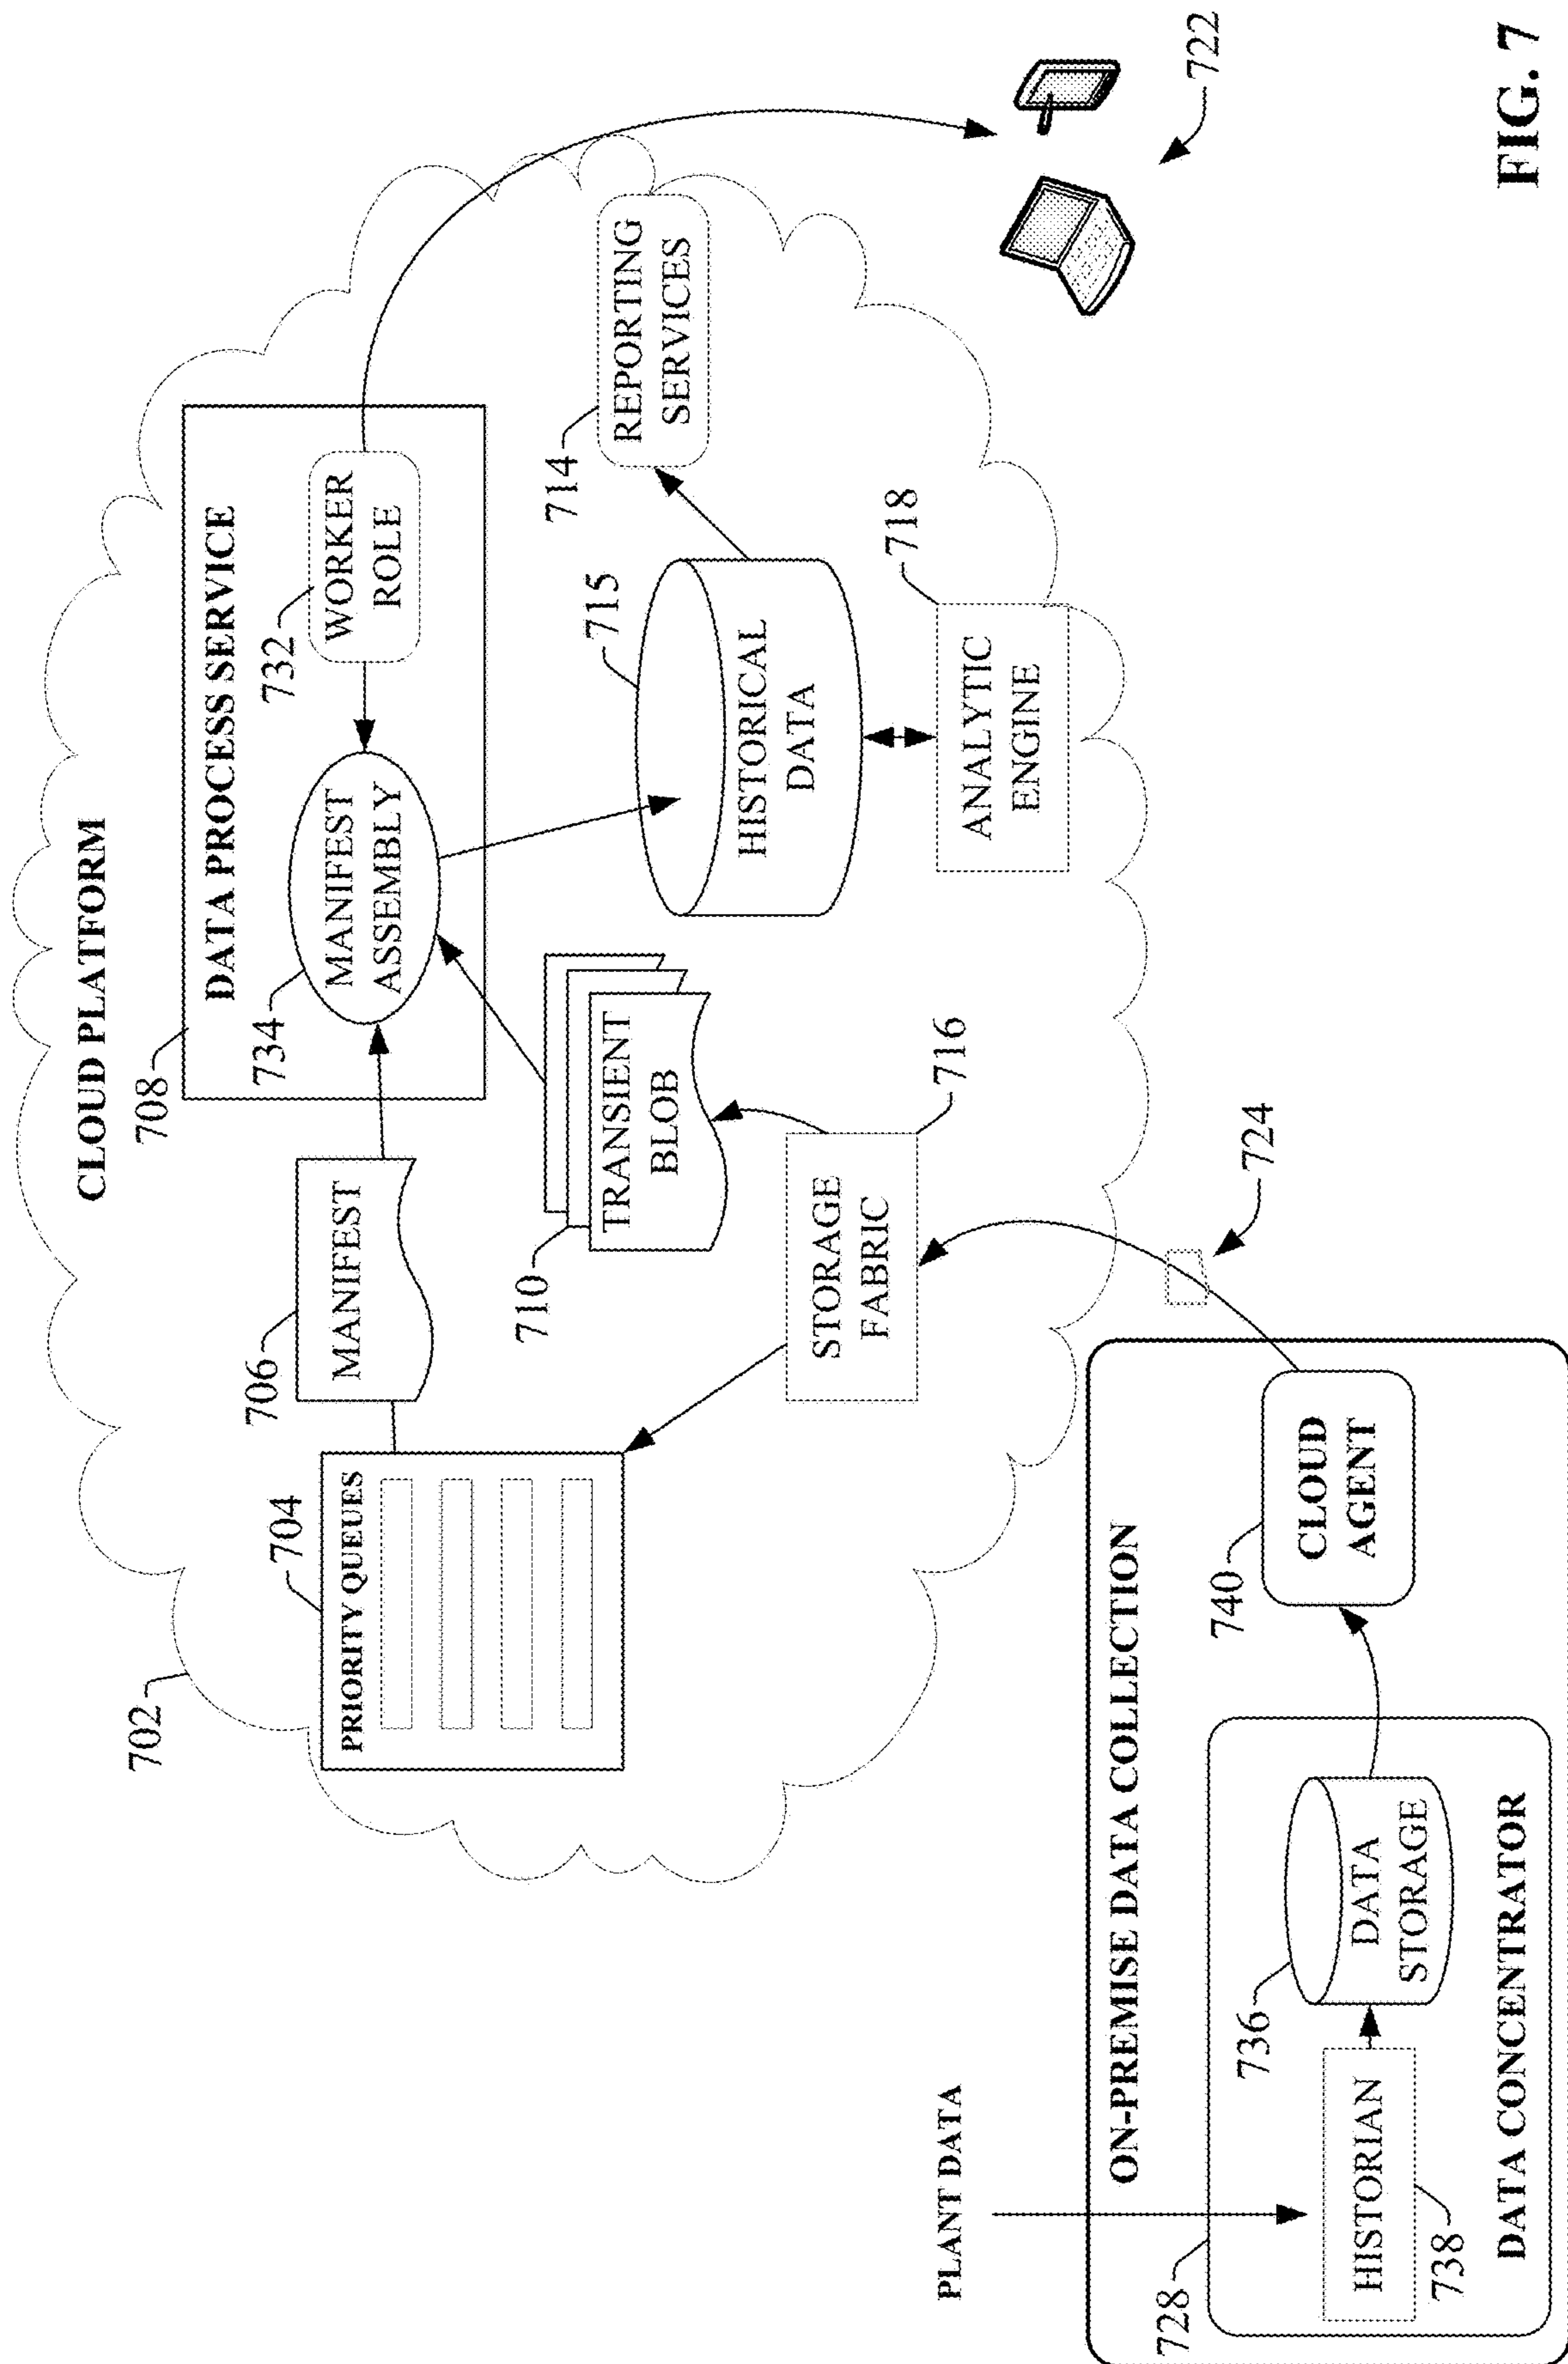 CLOUD PLATFORM
702
704
PRIORITY QUEUES
706
MANIFEST
708
DATA PROCESS SERVICE
734
MANIFEST
ASSEMBLY
732
WORKER
ROLE
710
TRANSIENT
BLOB
715
HISTORICAL
DATA
714
REPORTING
SERVICES
STORAGE
FABRIC
716
ANALYTIC
ENGINE
718
722
724
PLANT DATA
ON-PREMISE DATA COLLECTION
728
HISTORIAN
738
736
DATA
STORAGE
DATA CONCENTRATOR
740
CLOUD
AGENT
FIG. 7